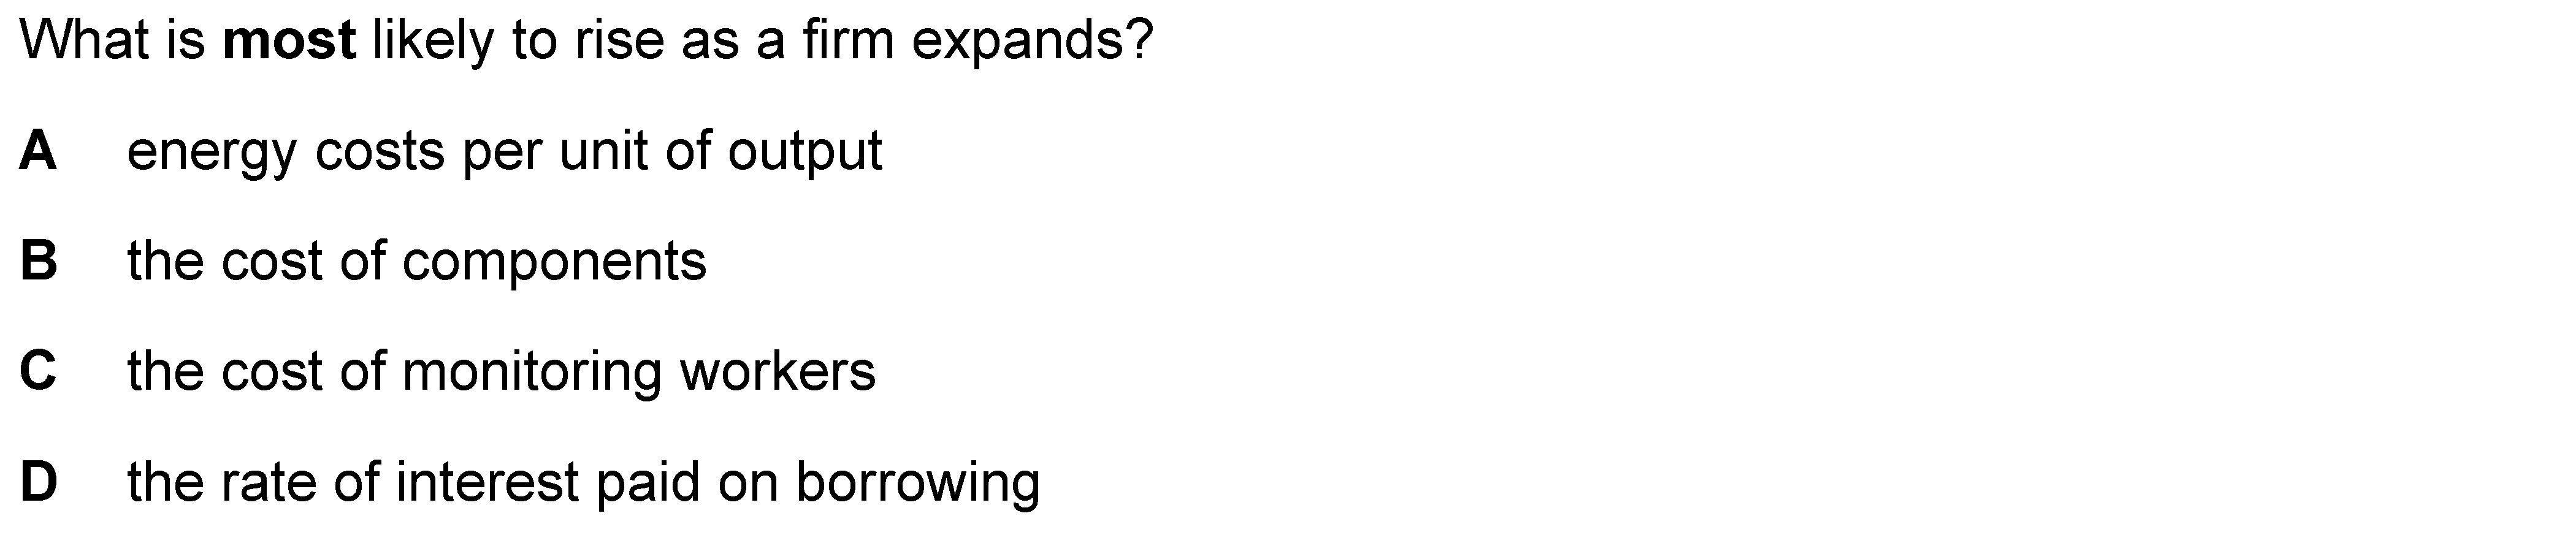 What is most likely to rise as a firm expands?
A energy costs per unit of output
B the cost of components
C the cost of monitoring workers
D the rate of interest paid on borrowing